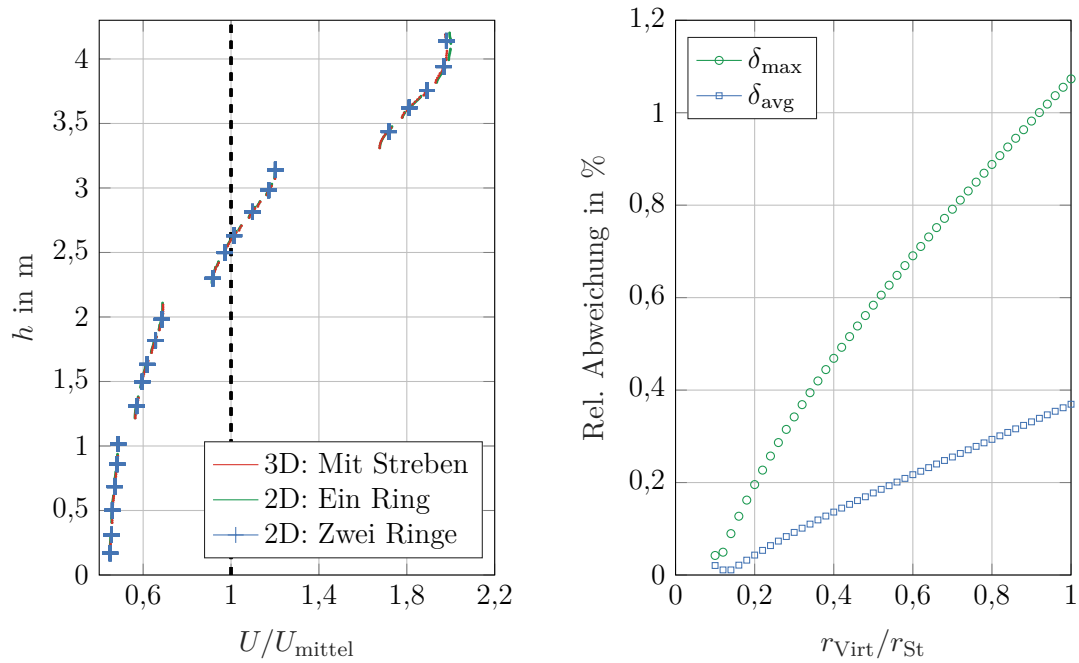 4
3,5
3
2,5
2
1,5
1
0,5
0
h in m
0,6 1 1,4 1,8 2,2
U/U_mittel
3D: Mit Streben
2D: Ein Ring
2D: Zwei Ringe
1,2
1
0,8
0,6
0,4
0,2
0
Rel. Abweichung in %
0 0,2 0,4 0,6 0,8 1
r_Virt/r_St
δ_max
δ_avg